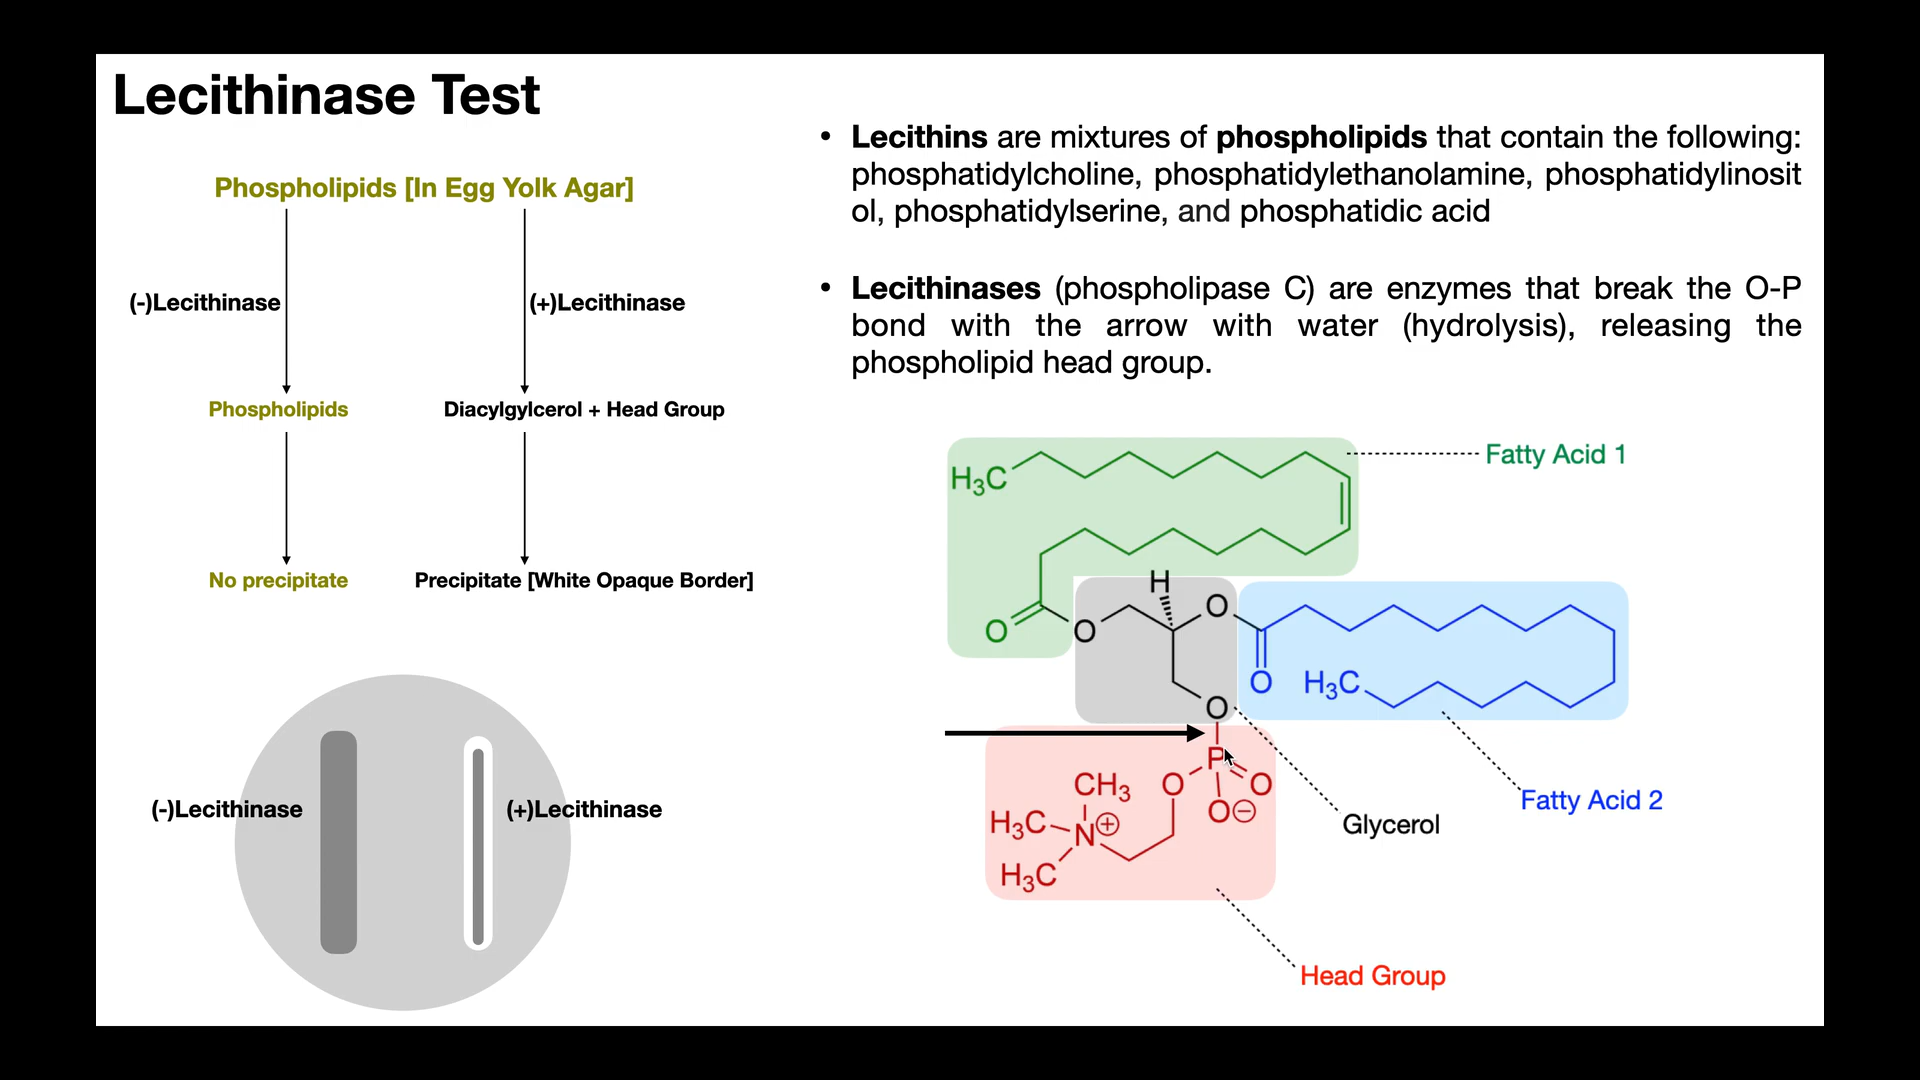 Lecithinase Test
Phospholipids [In Egg Yolk Agar]
(-)Lecithinase
(+)Lecithinase
Phospholipids
Diacylgylcerol + Head Group
No precipitate
Precipitate [White Opaque Border]
(-)Lecithinase
(+)Lecithinase
• Lecithins are mixtures of phospholipids that contain the following:
phosphatidylcholine, phosphatidylethanolamine, phosphatidylinosit
ol, phosphatidylserine, and phosphatidic acid
• Lecithinases (phospholipase C) are enzymes that break the O-P
bond with the arrow with water (hydrolysis), releasing the
phospholipid head group.
Fatty Acid 1
H₃C
H
O
O
O
O
H₃C
O
P
O
O
O⊖
CH₃
H₃C
N⊕
H₃C
Glycerol
Fatty Acid 2
Head Group